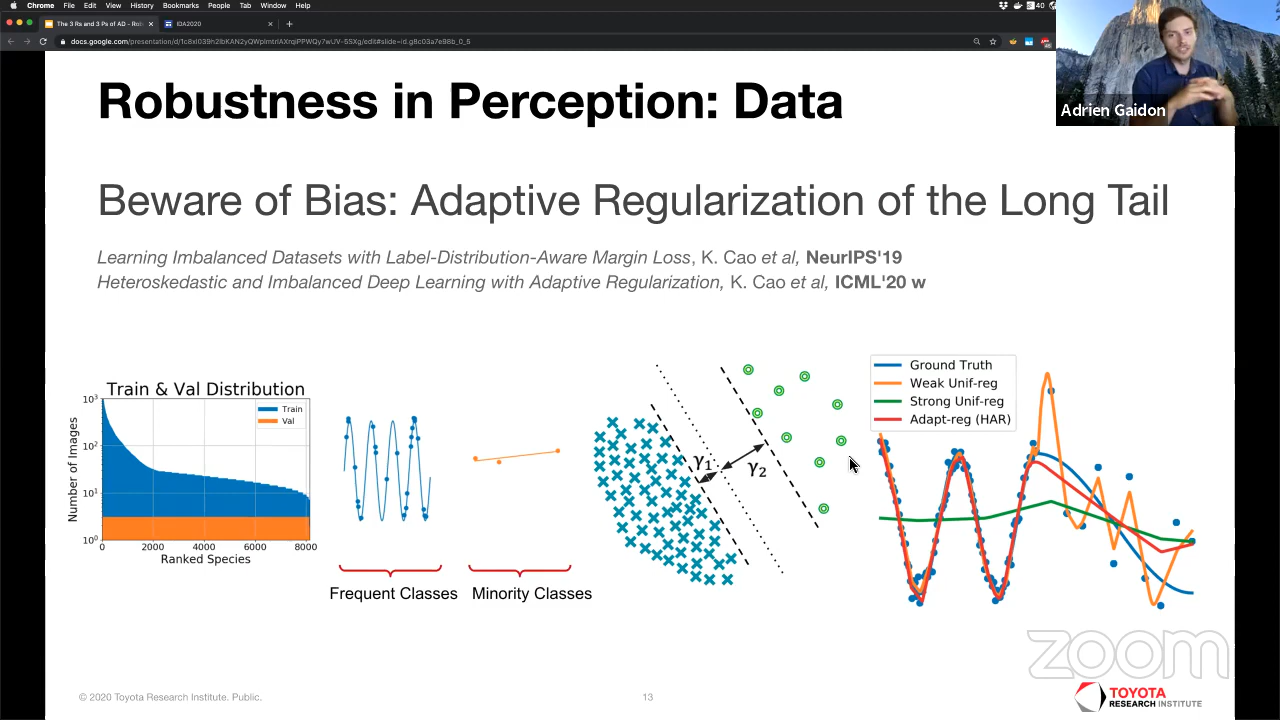 Chrome File Edit View History Bookmarks People Tab Window Help
The 3 Rs and 3 Ps of AD - Rob
IDA2020
Adrien Gaidon
Robustness in Perception: Data
Beware of Bias: Adaptive Regularization of the Long Tail
Learning Imbalanced Datasets with Label-Distribution-Aware Margin Loss, K. Cao et al, NeurIPS'19
Heteroskedastic and Imbalanced Deep Learning with Adaptive Regularization, K. Cao et al, ICML'20 w
Train & Val Distribution
Train
Val
Number of Images
10³
10²
10¹
10⁰
0 2000 4000 6000 8000
Ranked Species
Frequent Classes
Minority Classes
γ₁
γ₂
Ground Truth
Weak Unif-reg
Strong Unif-reg
Adapt-reg (HAR)
zoom
© 2020 Toyota Research Institute. Public.
13
TOYOTA
RESEARCH INSTITUTE